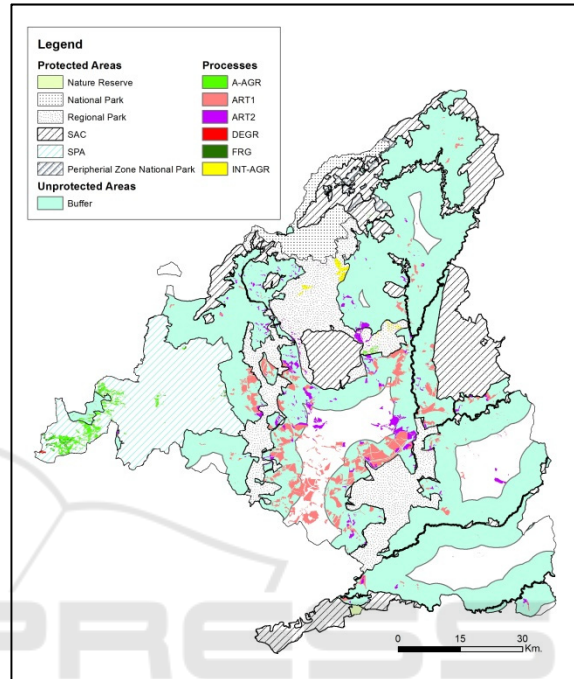 Legend
Protected Areas
Nature Reserve
National Park
Regional Park
SAC
SPA
Peripherial Zone National Park
Unprotected Areas
Buffer
Processes
A-AGR
ART1
ART2
DEGR
FRG
INT-AGR
0 15 30
Km.
PRESS